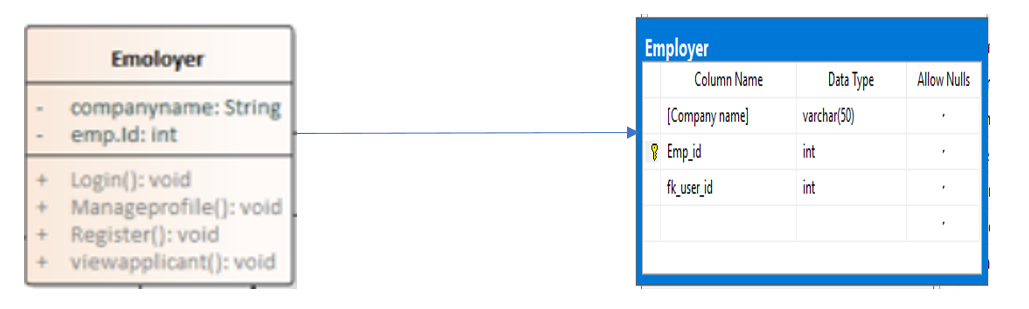 Emoloyer
- companyname: String
- emp.Id: int
+ Login(): void
+ Manageprofile(): void
+ Register(): void
+ viewapplicant(): void
Employer
Column Name Data Type Allow Nulls
[Company name] varchar(50)
Emp_id int
fk_user_id int